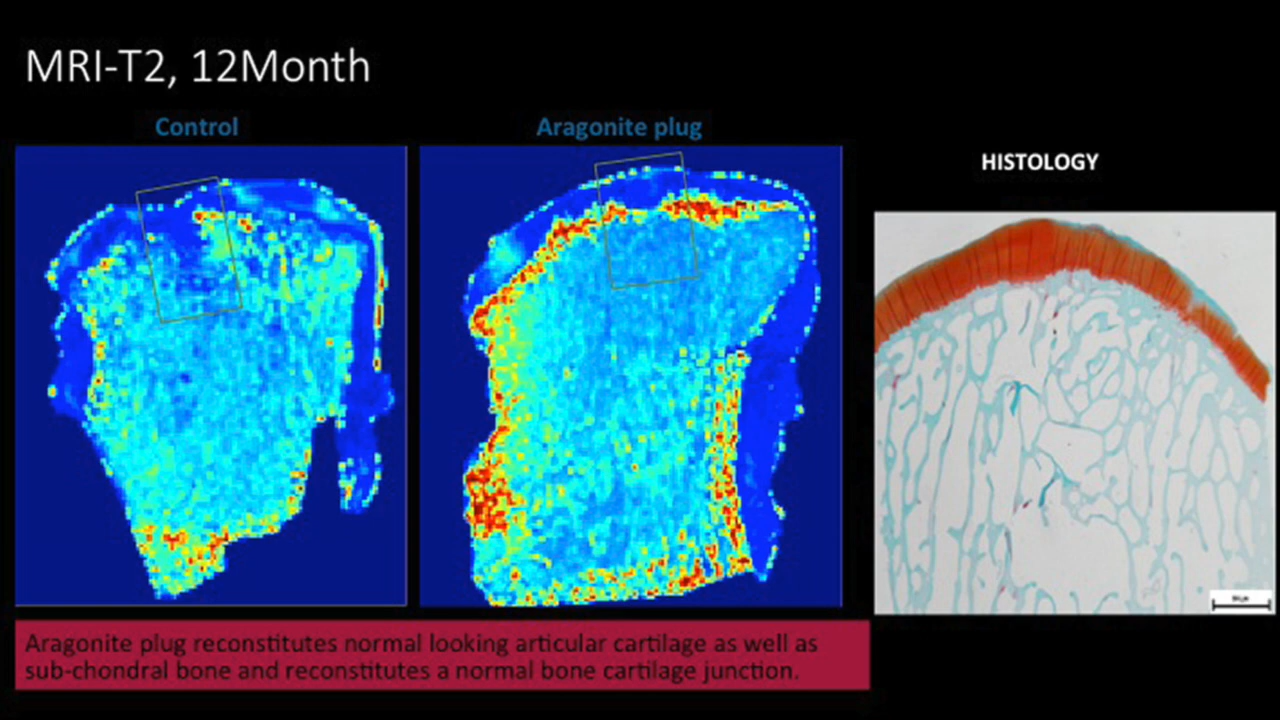 MRI-T2, 12Month
Control
Aragonite plug
HISTOLOGY
Aragonite plug reconstitutes normal looking articular cartilage as well as
sub-chondral bone and reconstitutes a normal bone cartilage junction.